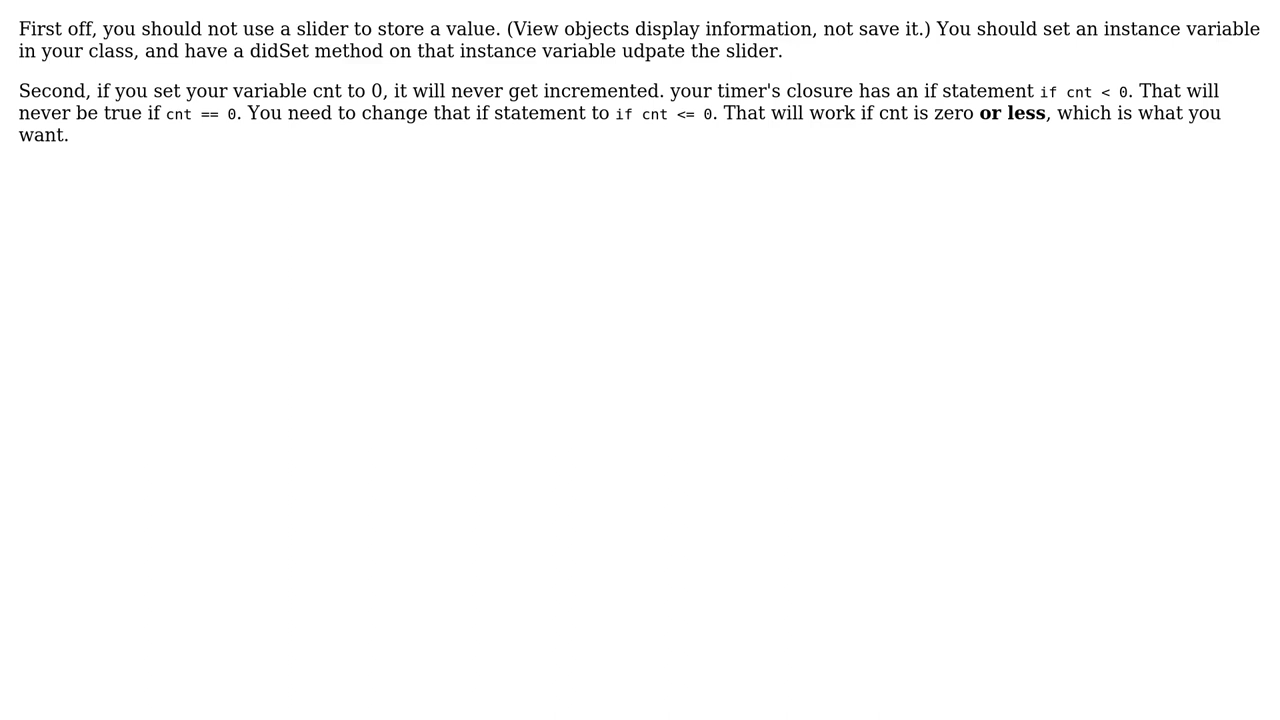 First off, you should not use a slider to store a value. (View objects display information, not save it.) You should set an instance variable
in your class, and have a didSet method on that instance variable udpate the slider.
Second, if you set your variable cnt to 0, it will never get incremented. your timer's closure has an if statement if cnt < 0. That will
never be true if cnt == 0. You need to change that if statement to if cnt <= 0. That will work if cnt is zero or less, which is what you
want.